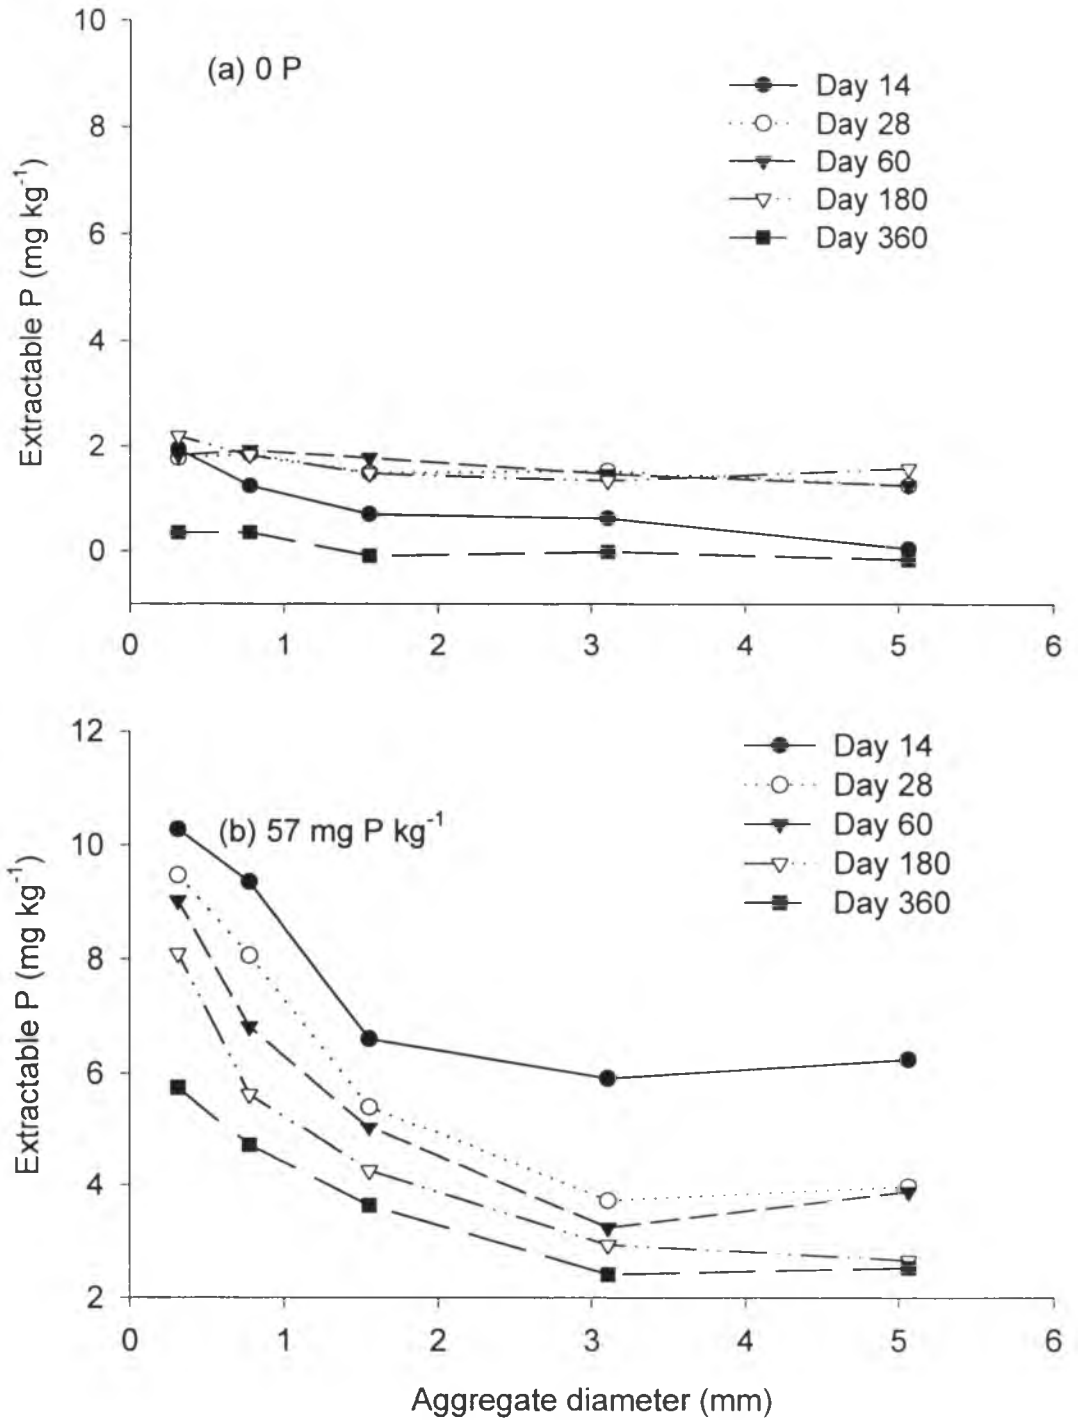 10
(a) 0 P
Day 14
Day 28
Day 60
Day 180
Day 360
8
6
4
2
0
Extractable P (mg kg⁻¹)
0 1 2 3 4 5 6
12
10
8
6
4
2
Day 14
Day 28
Day 60
Day 180
Day 360
(b) 57 mg P kg⁻¹
Extractable P (mg kg⁻¹)
0 1 2 3 4 5 6
Aggregate diameter (mm)